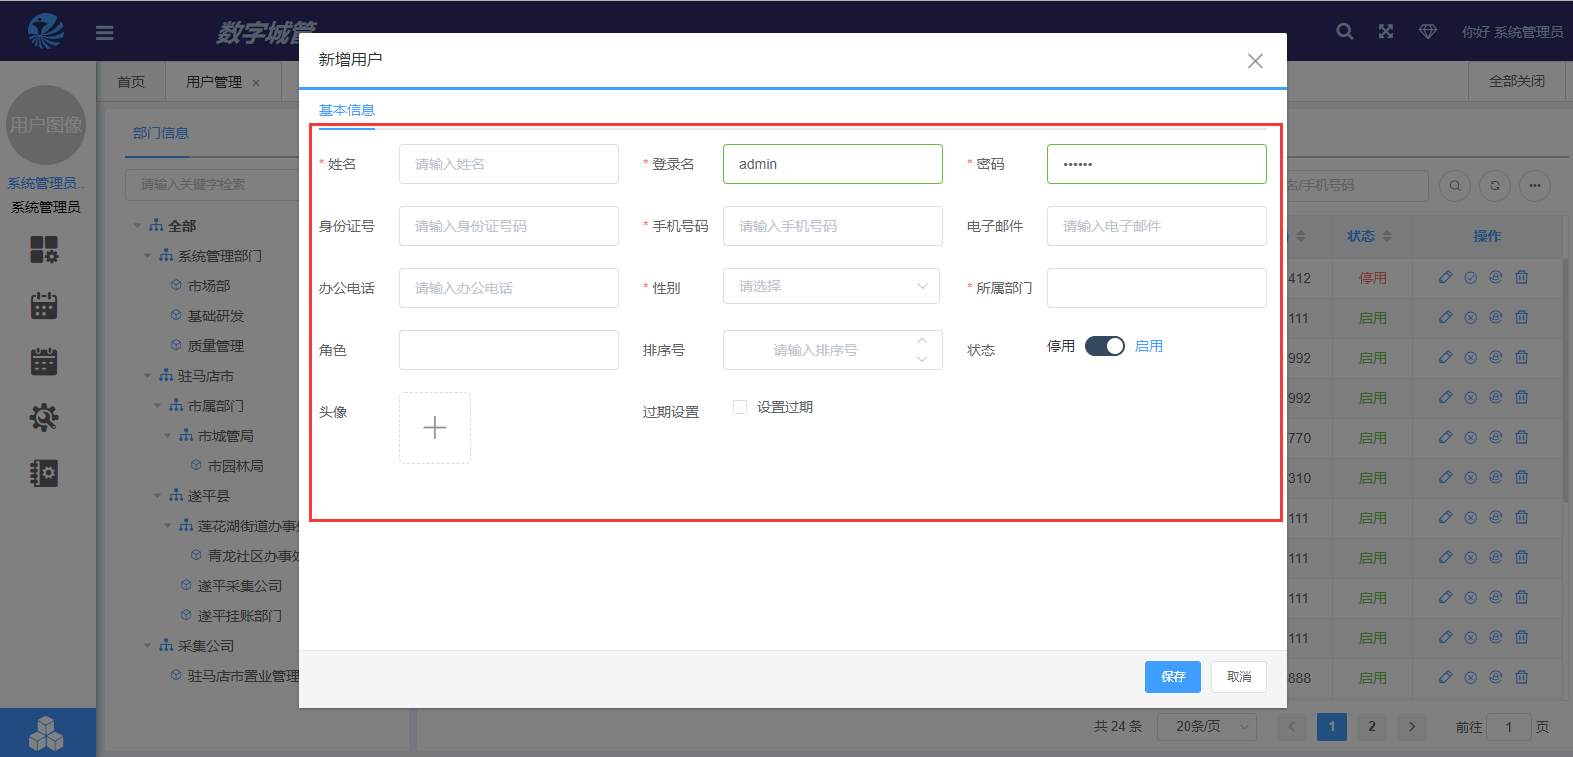 数字城管
你好 系统管理员
用户图像
系统管理员..
系统管理员
首页
用户管理
全部关闭
部门信息
请输入关键字检索
全部
系统管理部门
市场部
基础研发
质量管理
驻马店市
市属部门
市城管局
市园林局
遂平县
莲花湖街道办事
青龙社区办事
遂平采集公司
遂平挂账部门
采集公司
驻马店市置业管理
新增用户
基本信息
* 姓名 请输入姓名 * 登录名 admin * 密码 ••••••
身份证号 请输入身份证号码 * 手机号码 请输入手机号码 电子邮件 请输入电子邮件
办公电话 请输入办公电话 * 性别 请选择 * 所属部门
角色 排序号 请输入排序号 状态 停用 启用
头像 过期设置 设置过期
保存 取消
名/手机号码
状态 操作
412 停用
111 启用
992 启用
992 启用
770 启用
310 启用
111 启用
111 启用
111 启用
111 启用
888 启用
共 24 条 20条/页 1 2 前往 1 页